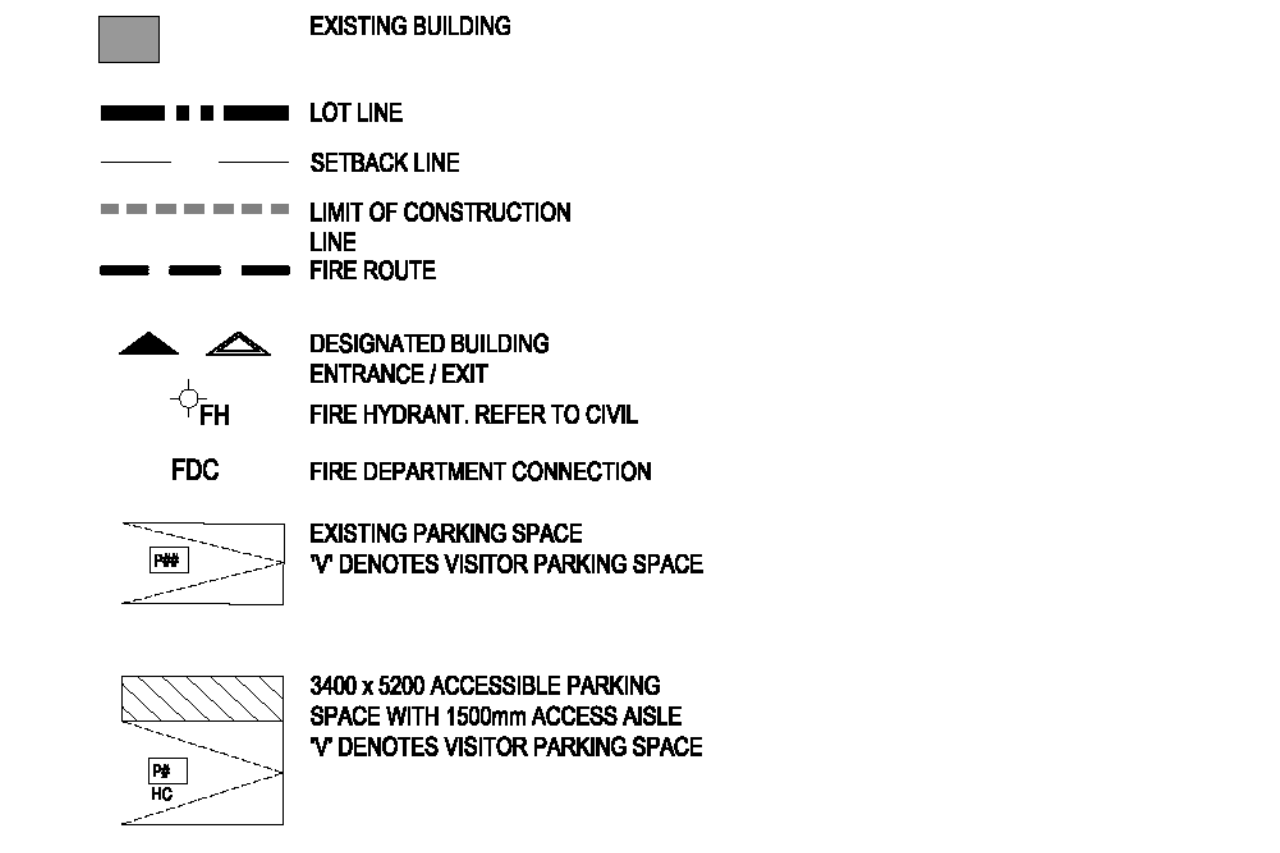 EXISTING BUILDING
LOT LINE
SETBACK LINE
LIMIT OF CONSTRUCTION
LINE
FIRE ROUTE
DESIGNATED BUILDING
ENTRANCE / EXIT
FH
FIRE HYDRANT. REFER TO CIVIL
FDC
FIRE DEPARTMENT CONNECTION
EXISTING PARKING SPACE
P##
'V' DENOTES VISITOR PARKING SPACE
3400 x 5200 ACCESSIBLE PARKING
SPACE WITH 1500mm ACCESS AISLE
'V' DENOTES VISITOR PARKING SPACE
P#
HC